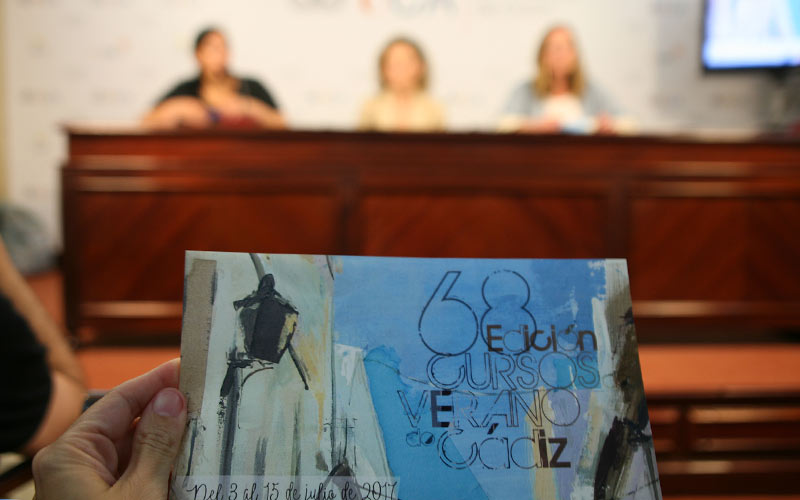 68
Edición
CURSOS
VERANO
de Cádiz
Del 3 al 15 de julio de 2017